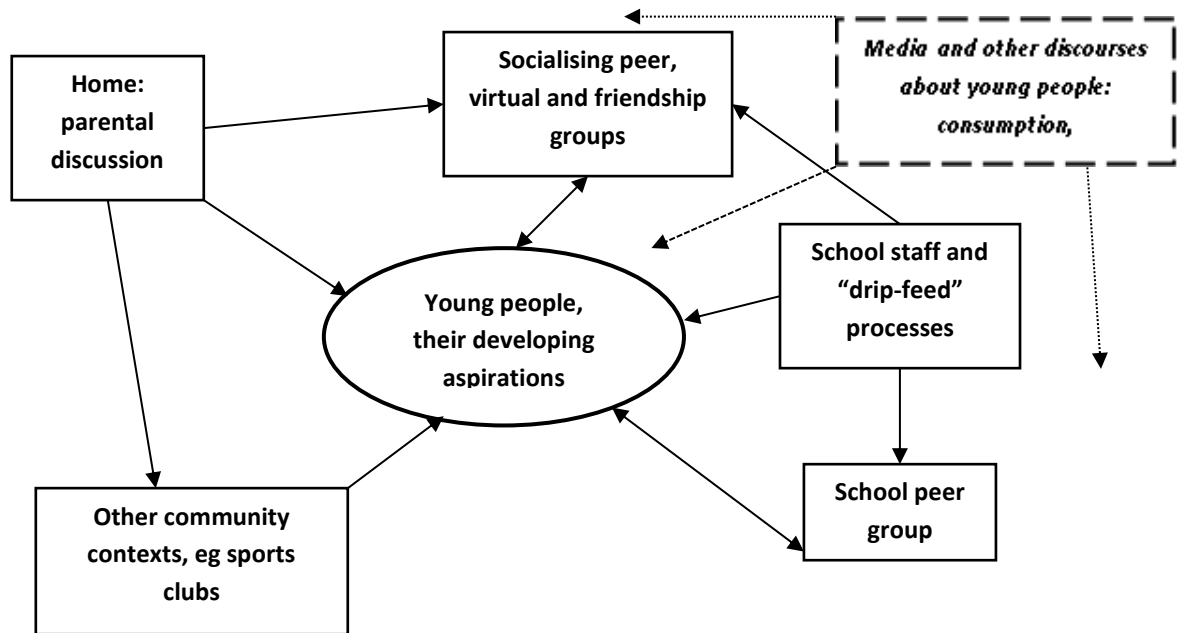 Home:
parental
discussion
Socialising peer,
virtual and friendship
groups
Media and other discourses
about young people:
consumption,
Young people,
their developing
aspirations
School staff and
“drip-feed”
processes
School peer
group
Other community
contexts, eg sports
clubs